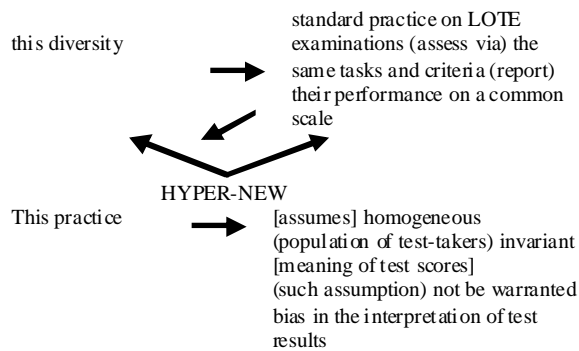 this diversity
standard practice on LOTE
examinations (assess via) the
same tasks and criteria (report)
their performance on a common
scale
HYPER-NEW
This practice
[assumes] homogeneous
(population of test-takers) invariant
[meaning of test scores]
(such assumption) not be warranted
bias in the interpretation of test
results